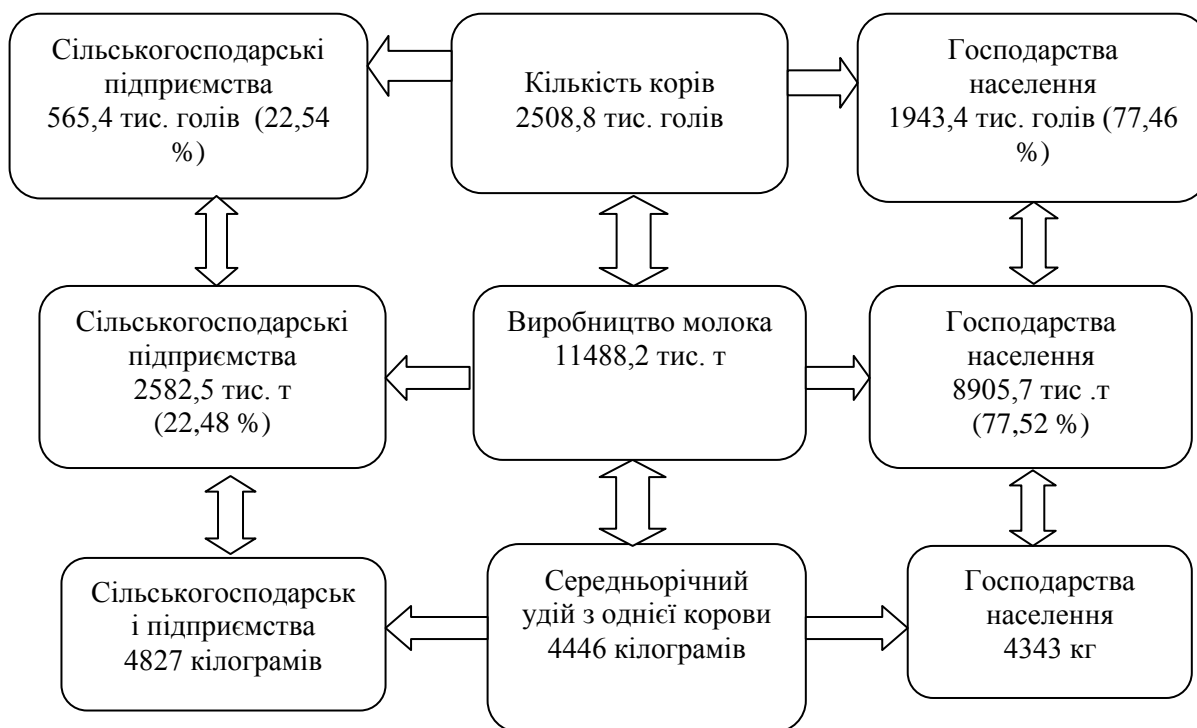 Сільськогосподарські
підприємства
565,4 тис. голів (22,54
%)
Кількість корів
2508,8 тис. голів
Господарства
населення
1943,4 тис. голів (77,46
%)
Сільськогосподарські
підприємства
2582,5 тис. т
(22,48 %)
Виробництво молока
11488,2 тис. т
Господарства
населення
8905,7 тис .т
(77,52 %)
Сільськогосподарськ
і підприємства
4827 кілограмів
Середньорічний
удій з однієї корови
4446 кілограмів
Господарства
населення
4343 кг